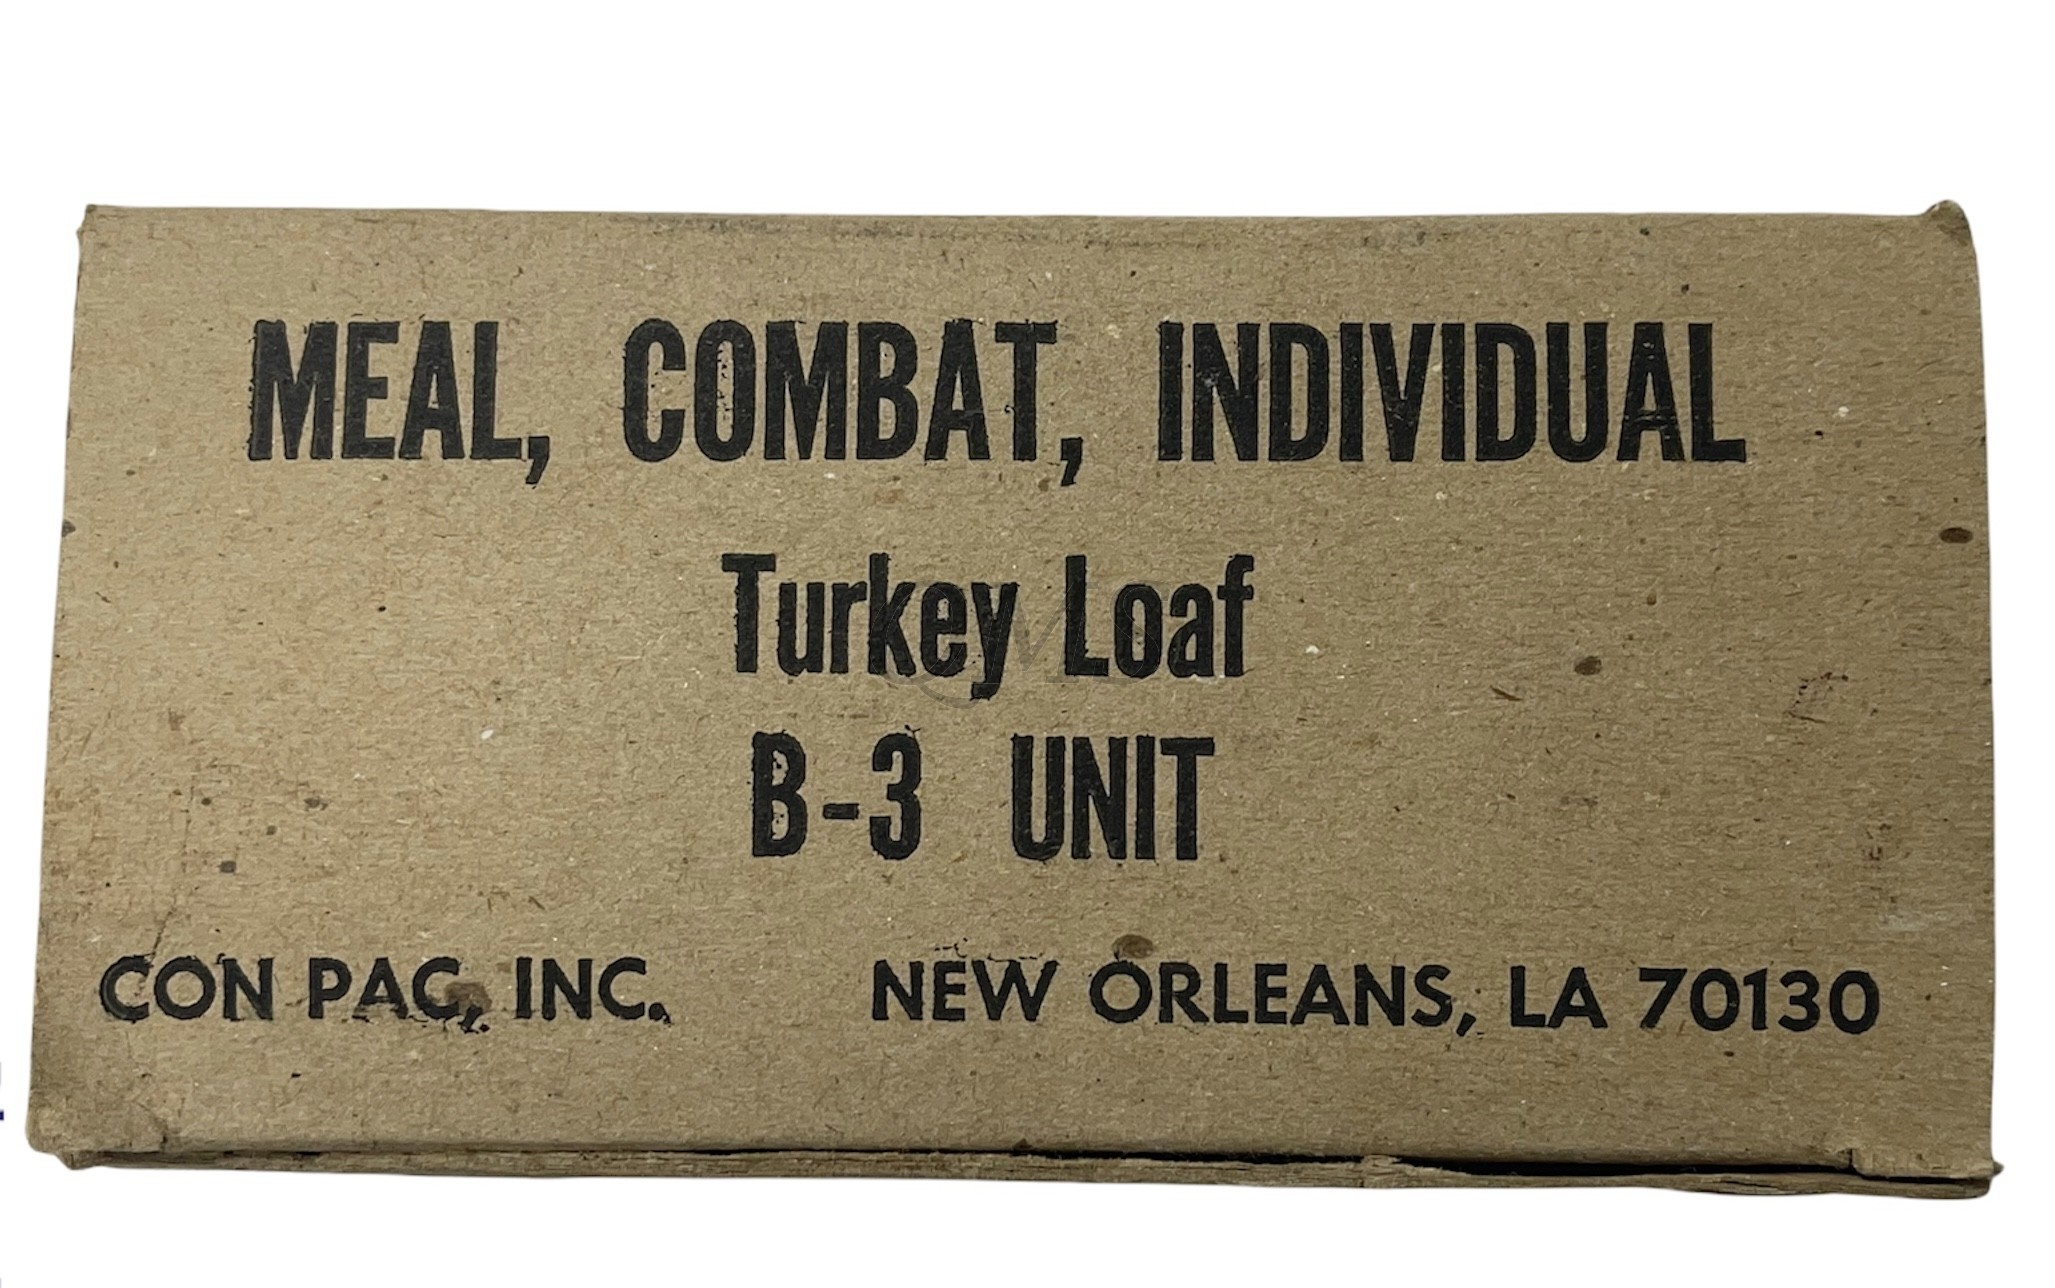 MEAL, COMBAT, INDIVIDUAL
Turkey Loaf
B-3 UNIT
CON PAC, INC. NEW ORLEANS, LA 70130